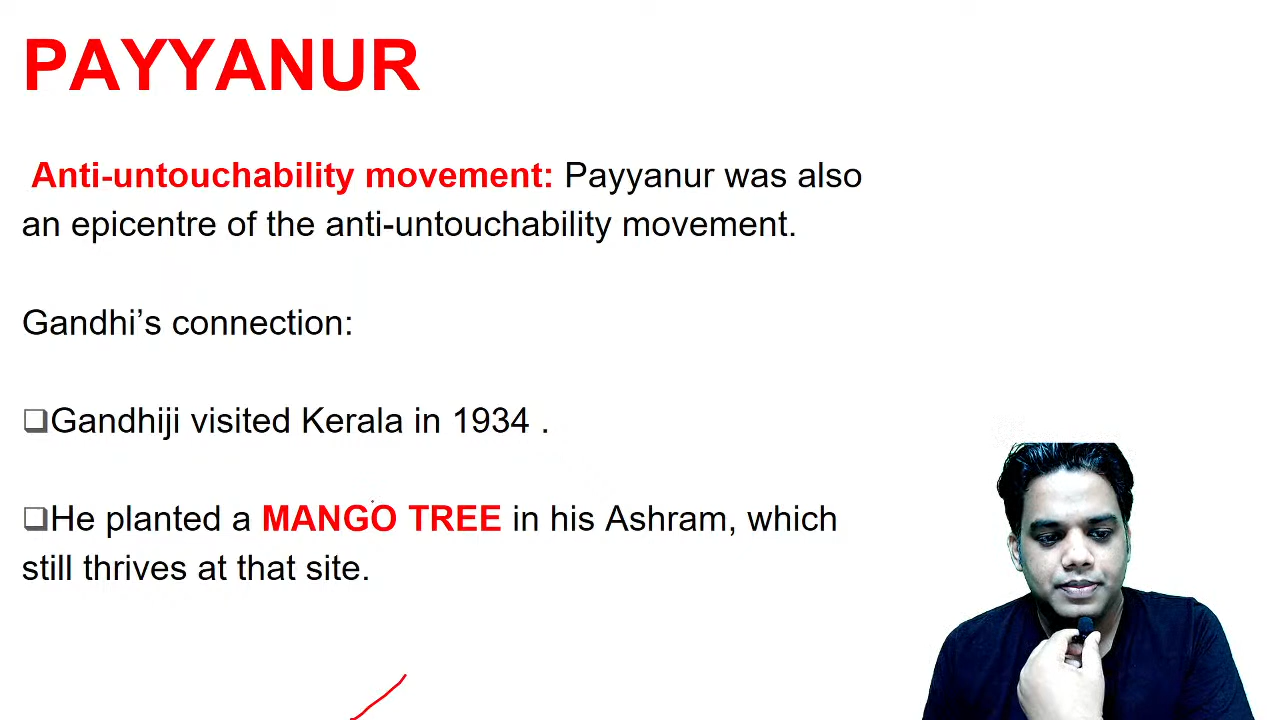 PAYYANUR
Anti-untouchability movement: Payyanur was also
an epicentre of the anti-untouchability movement.
Gandhi’s connection:
❑Gandhiji visited Kerala in 1934 .
❑He planted a MANGO TREE in his Ashram, which
still thrives at that site.